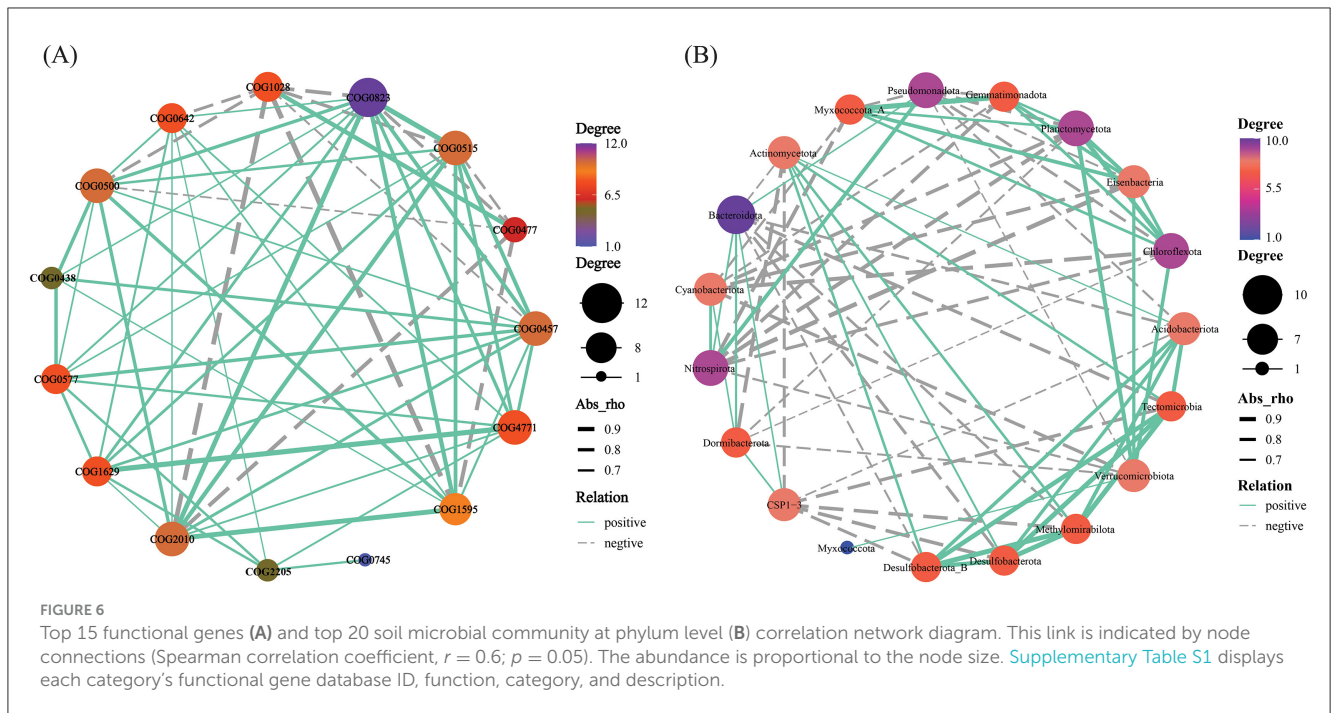 (A)
COG1028
COG0823
COG0642
COG0515
COG0500
COG0477
COG0438
COG0457
COG0577
COG4771
COG1629
COG1595
COG2010
COG2205
COG0745
Degree
12.0
6.5
1.0
Degree
12
8
1
Abs_rho
0.9
0.8
0.7
Relation
positive
negtive
(B)
Pseudomonadota
Gemmatimonadota
Myxococcota_A
Planctomycetota
Actinomycetota
Eisenbacteria
Bacteroidota
Chloroflexota
Cyanobacteriota
Acidobacteriota
Nitrospirota
Tectomicrobia
Dormibacterota
Verrucomicrobiota
CSP1-3
Methylomirabilota
Myxococcota
Desulfobacterota_B
Desulfobacterota
Degree
10.0
5.5
1.0
Degree
10
7
1
Abs_rho
0.9
0.8
0.7
Relation
positive
negtive
FIGURE 6
Top 15 functional genes (A) and top 20 soil microbial community at phylum level (B) correlation network diagram. This link is indicated by node
connections (Spearman correlation coefficient, r = 0.6; p = 0.05). The abundance is proportional to the node size. Supplementary Table S1 displays
each category's functional gene database ID, function, category, and description.